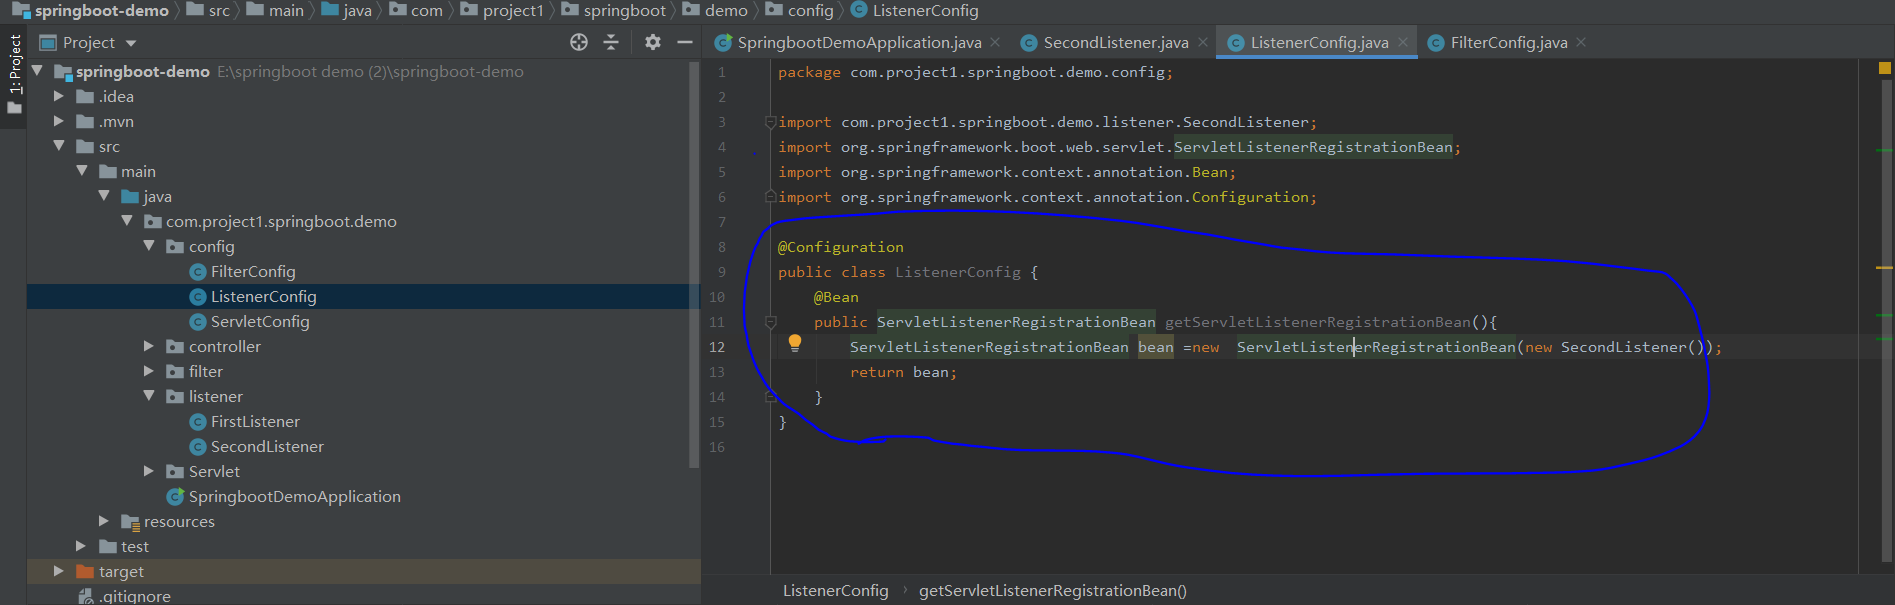 springboot-demo src main java com project1 springboot demo config ListenerConfig
1: Project
Project
SpringbootDemoApplication.java SecondListener.java ListenerConfig.java FilterConfig.java
springboot-demo E:\springboot demo (2)\springboot-demo
.idea
.mvn
src
main
java
com.project1.springboot.demo
config
FilterConfig
ListenerConfig
ServletConfig
controller
filter
listener
FirstListener
SecondListener
Servlet
SpringbootDemoApplication
resources
test
target
.gitignore
1 package com.project1.springboot.demo.config;
2
3 import com.project1.springboot.demo.listener.SecondListener;
4 import org.springframework.boot.web.servlet.ServletListenerRegistrationBean;
5 import org.springframework.context.annotation.Bean;
6 import org.springframework.context.annotation.Configuration;
7
8 @Configuration
9 public class ListenerConfig {
10 @Bean
11 public ServletListenerRegistrationBean getServletListenerRegistrationBean(){
12 ServletListenerRegistrationBean bean =new  ServletListenerRegistrationBean(new SecondListener());
13 return bean;
14 }
15 }
16
ListenerConfig › getServletListenerRegistrationBean()